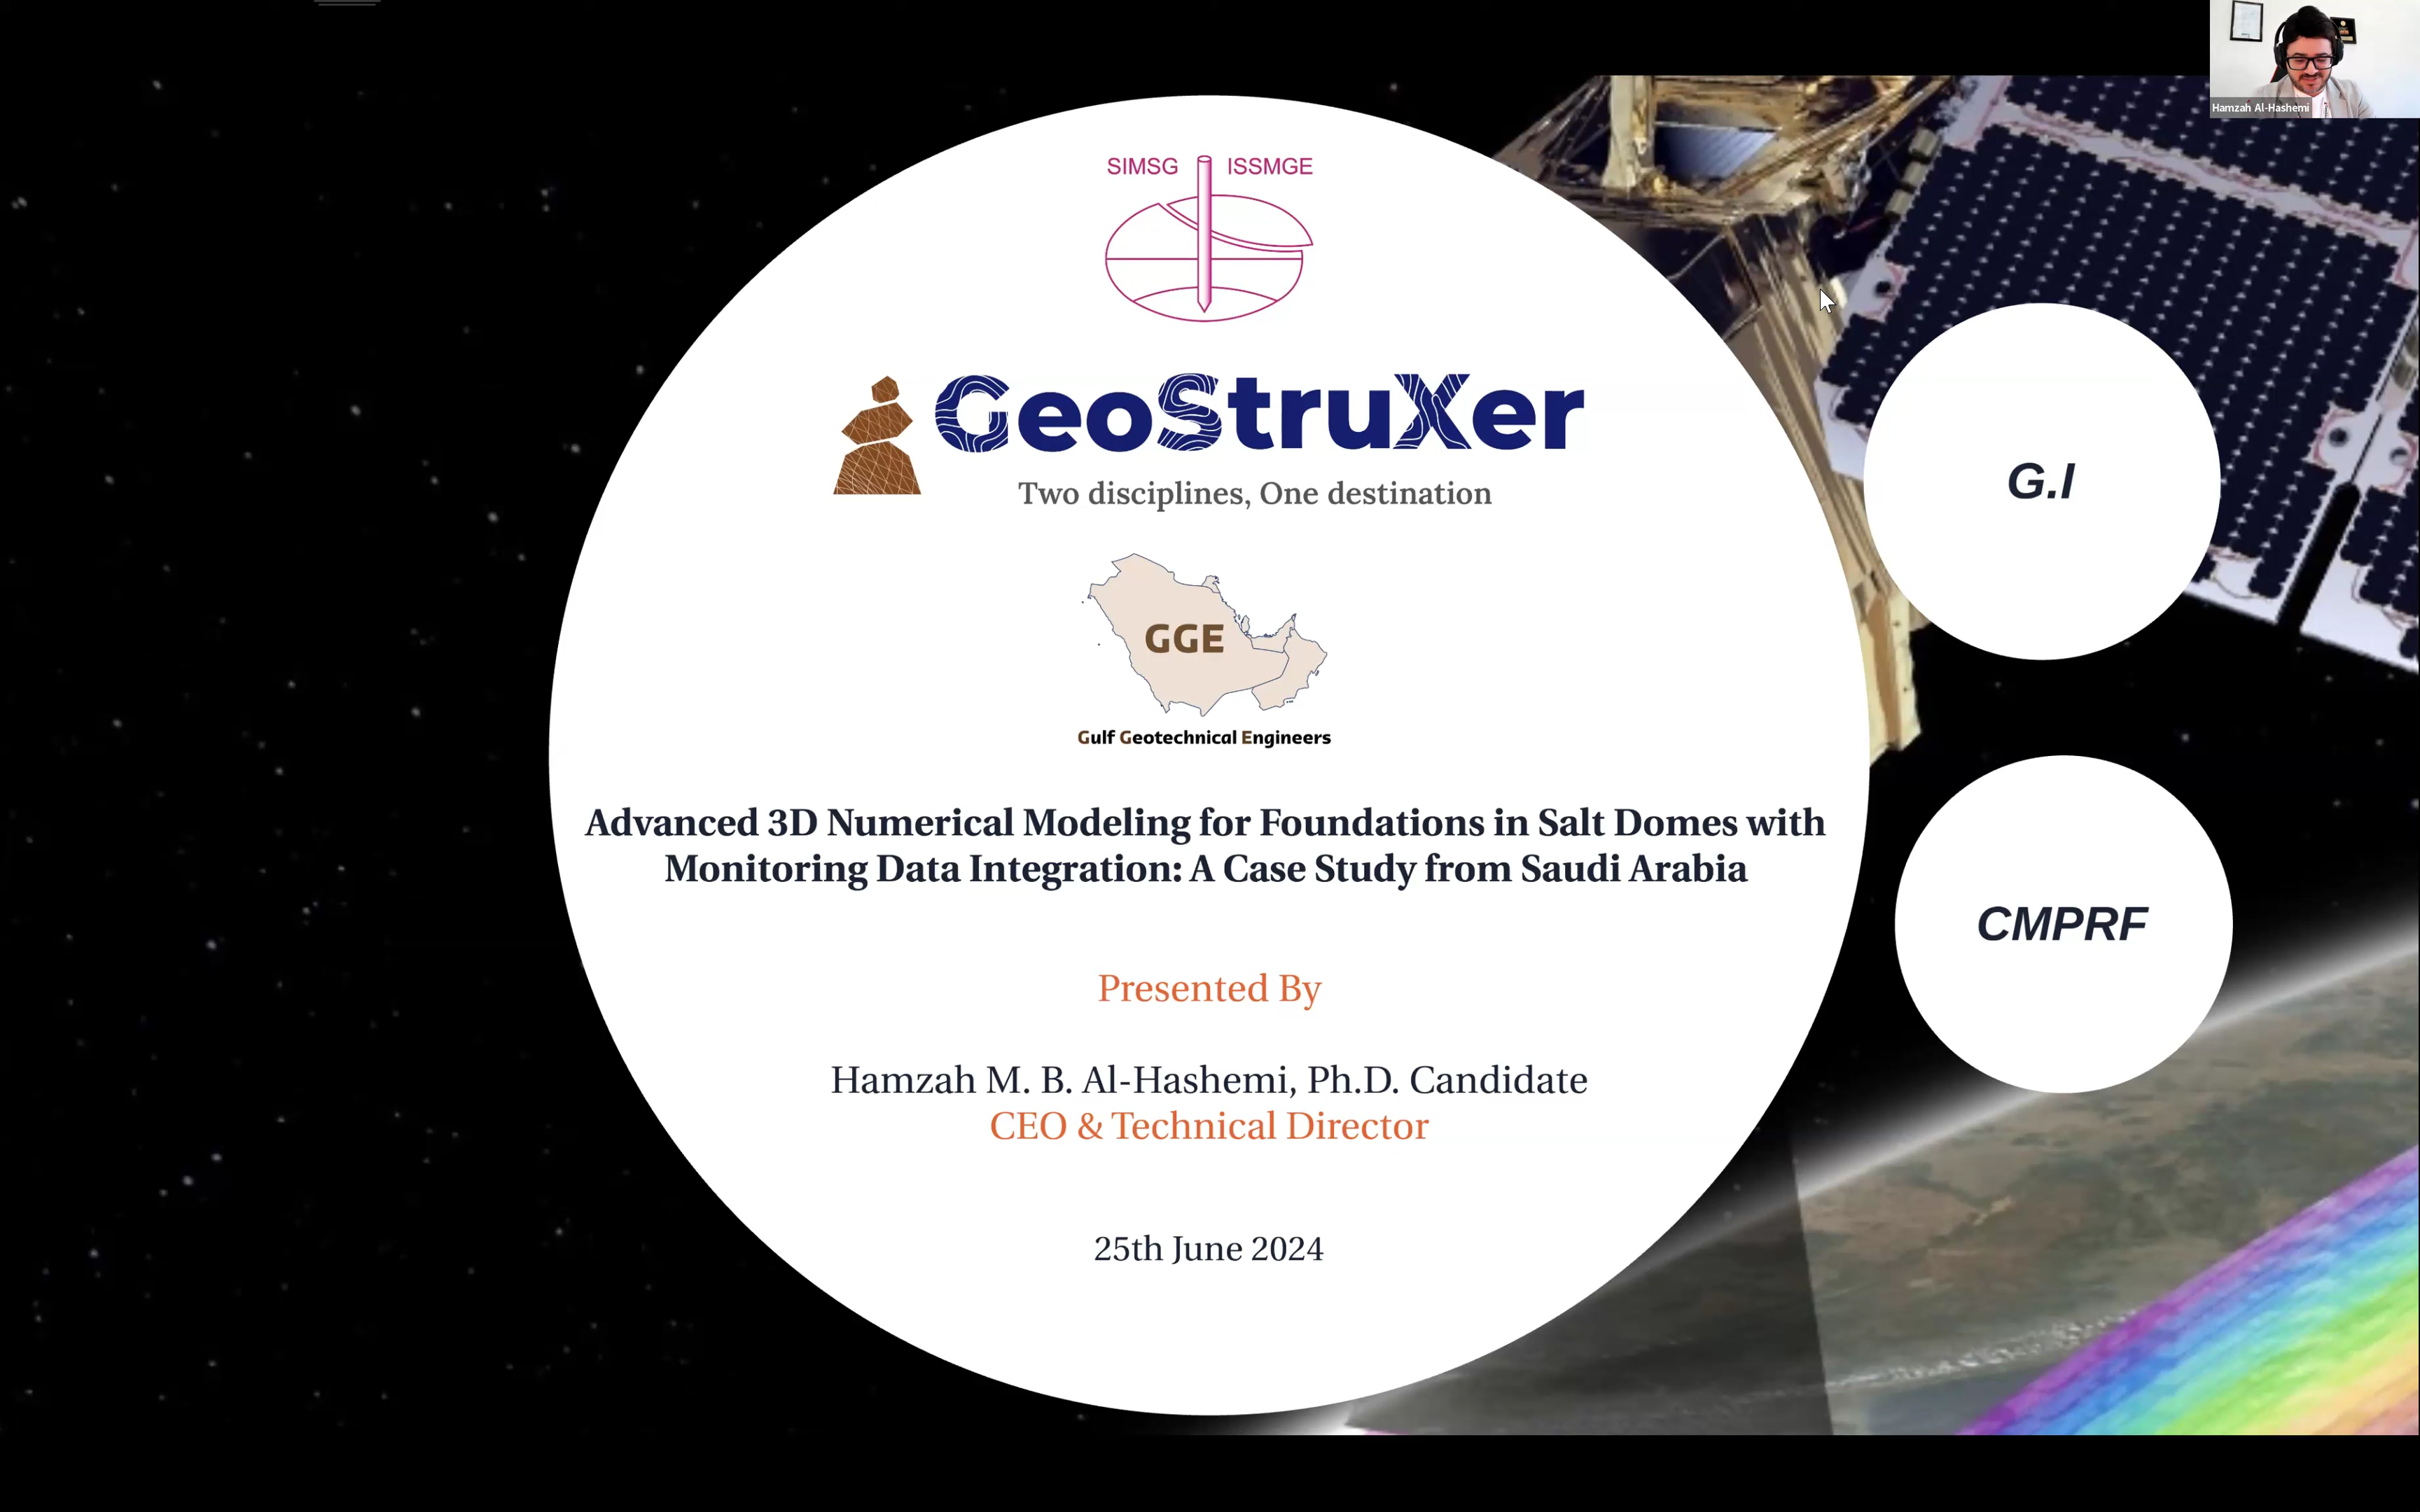 SIMSG ISSMGE
GeoStruXer
Two disciplines, One destination
GGE
Gulf Geotechnical Engineers
Advanced 3D Numerical Modeling for Foundations in Salt Domes with
Monitoring Data Integration: A Case Study from Saudi Arabia
Presented By
Hamzah M. B. Al-Hashemi, Ph.D. Candidate
CEO & Technical Director
25th June 2024
G.I
CMPRF
Hamzah Al-Hashemi